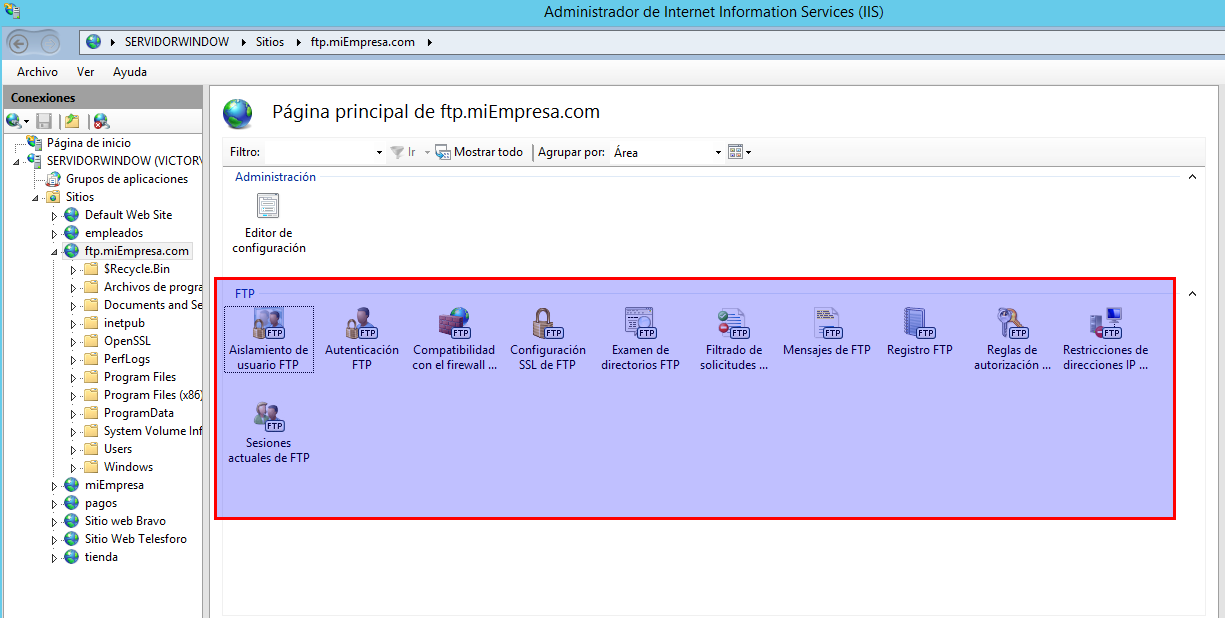 Administrador de Internet Information Services (IIS)
SERVIDORWINDOW Sitios ftp.miEmpresa.com
Archivo Ver Ayuda
Conexiones
Página de inicio
SERVIDORWINDOW (VICTORV
Grupos de aplicaciones
Sitios
Default Web Site
empleados
ftp.miEmpresa.com
$Recycle.Bin
Archivos de progra
Documents and Se
inetpub
OpenSSL
PerfLogs
Program Files
Program Files (x86)
ProgramData
System Volume Inf
Users
Windows
miEmpresa
pagos
Sitio web Bravo
Sitio Web Telesforo
tienda
Página principal de ftp.miEmpresa.com
Filtro: Ir Mostrar todo Agrupar por: Área
Administración
Editor de
configuración
FTP
FTP FTP FTP FTP FTP FTP FTP FTP FTP FTP
Aislamiento de Autenticación Compatibilidad Configuración Examen de Filtrado de Mensajes de FTP Registro FTP Reglas de Restricciones de
usuario FTP FTP con el firewall ... SSL de FTP directorios FTP solicitudes ... autorización ... direcciones IP ...
FTP
Sesiones
actuales de FTP